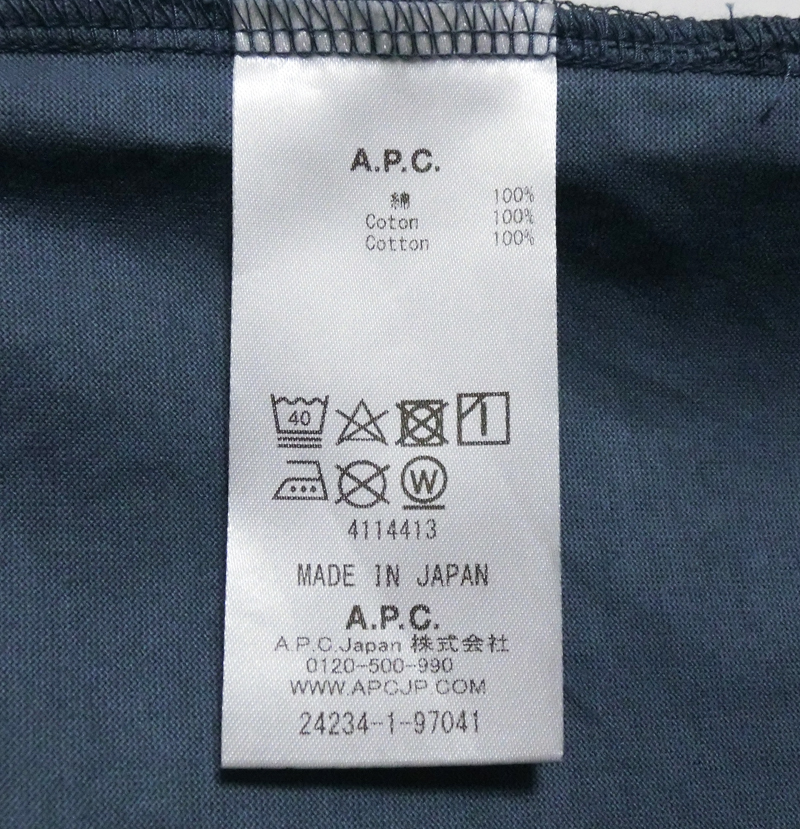 A.P.C.
綿 100%
Coton 100%
Cotton 100%
40
W
4114413
MADE IN JAPAN
A.P.C.
A.P.C.Japan 株式会社
0120-500-990
WWW.APCJP.COM
24234-1-97041